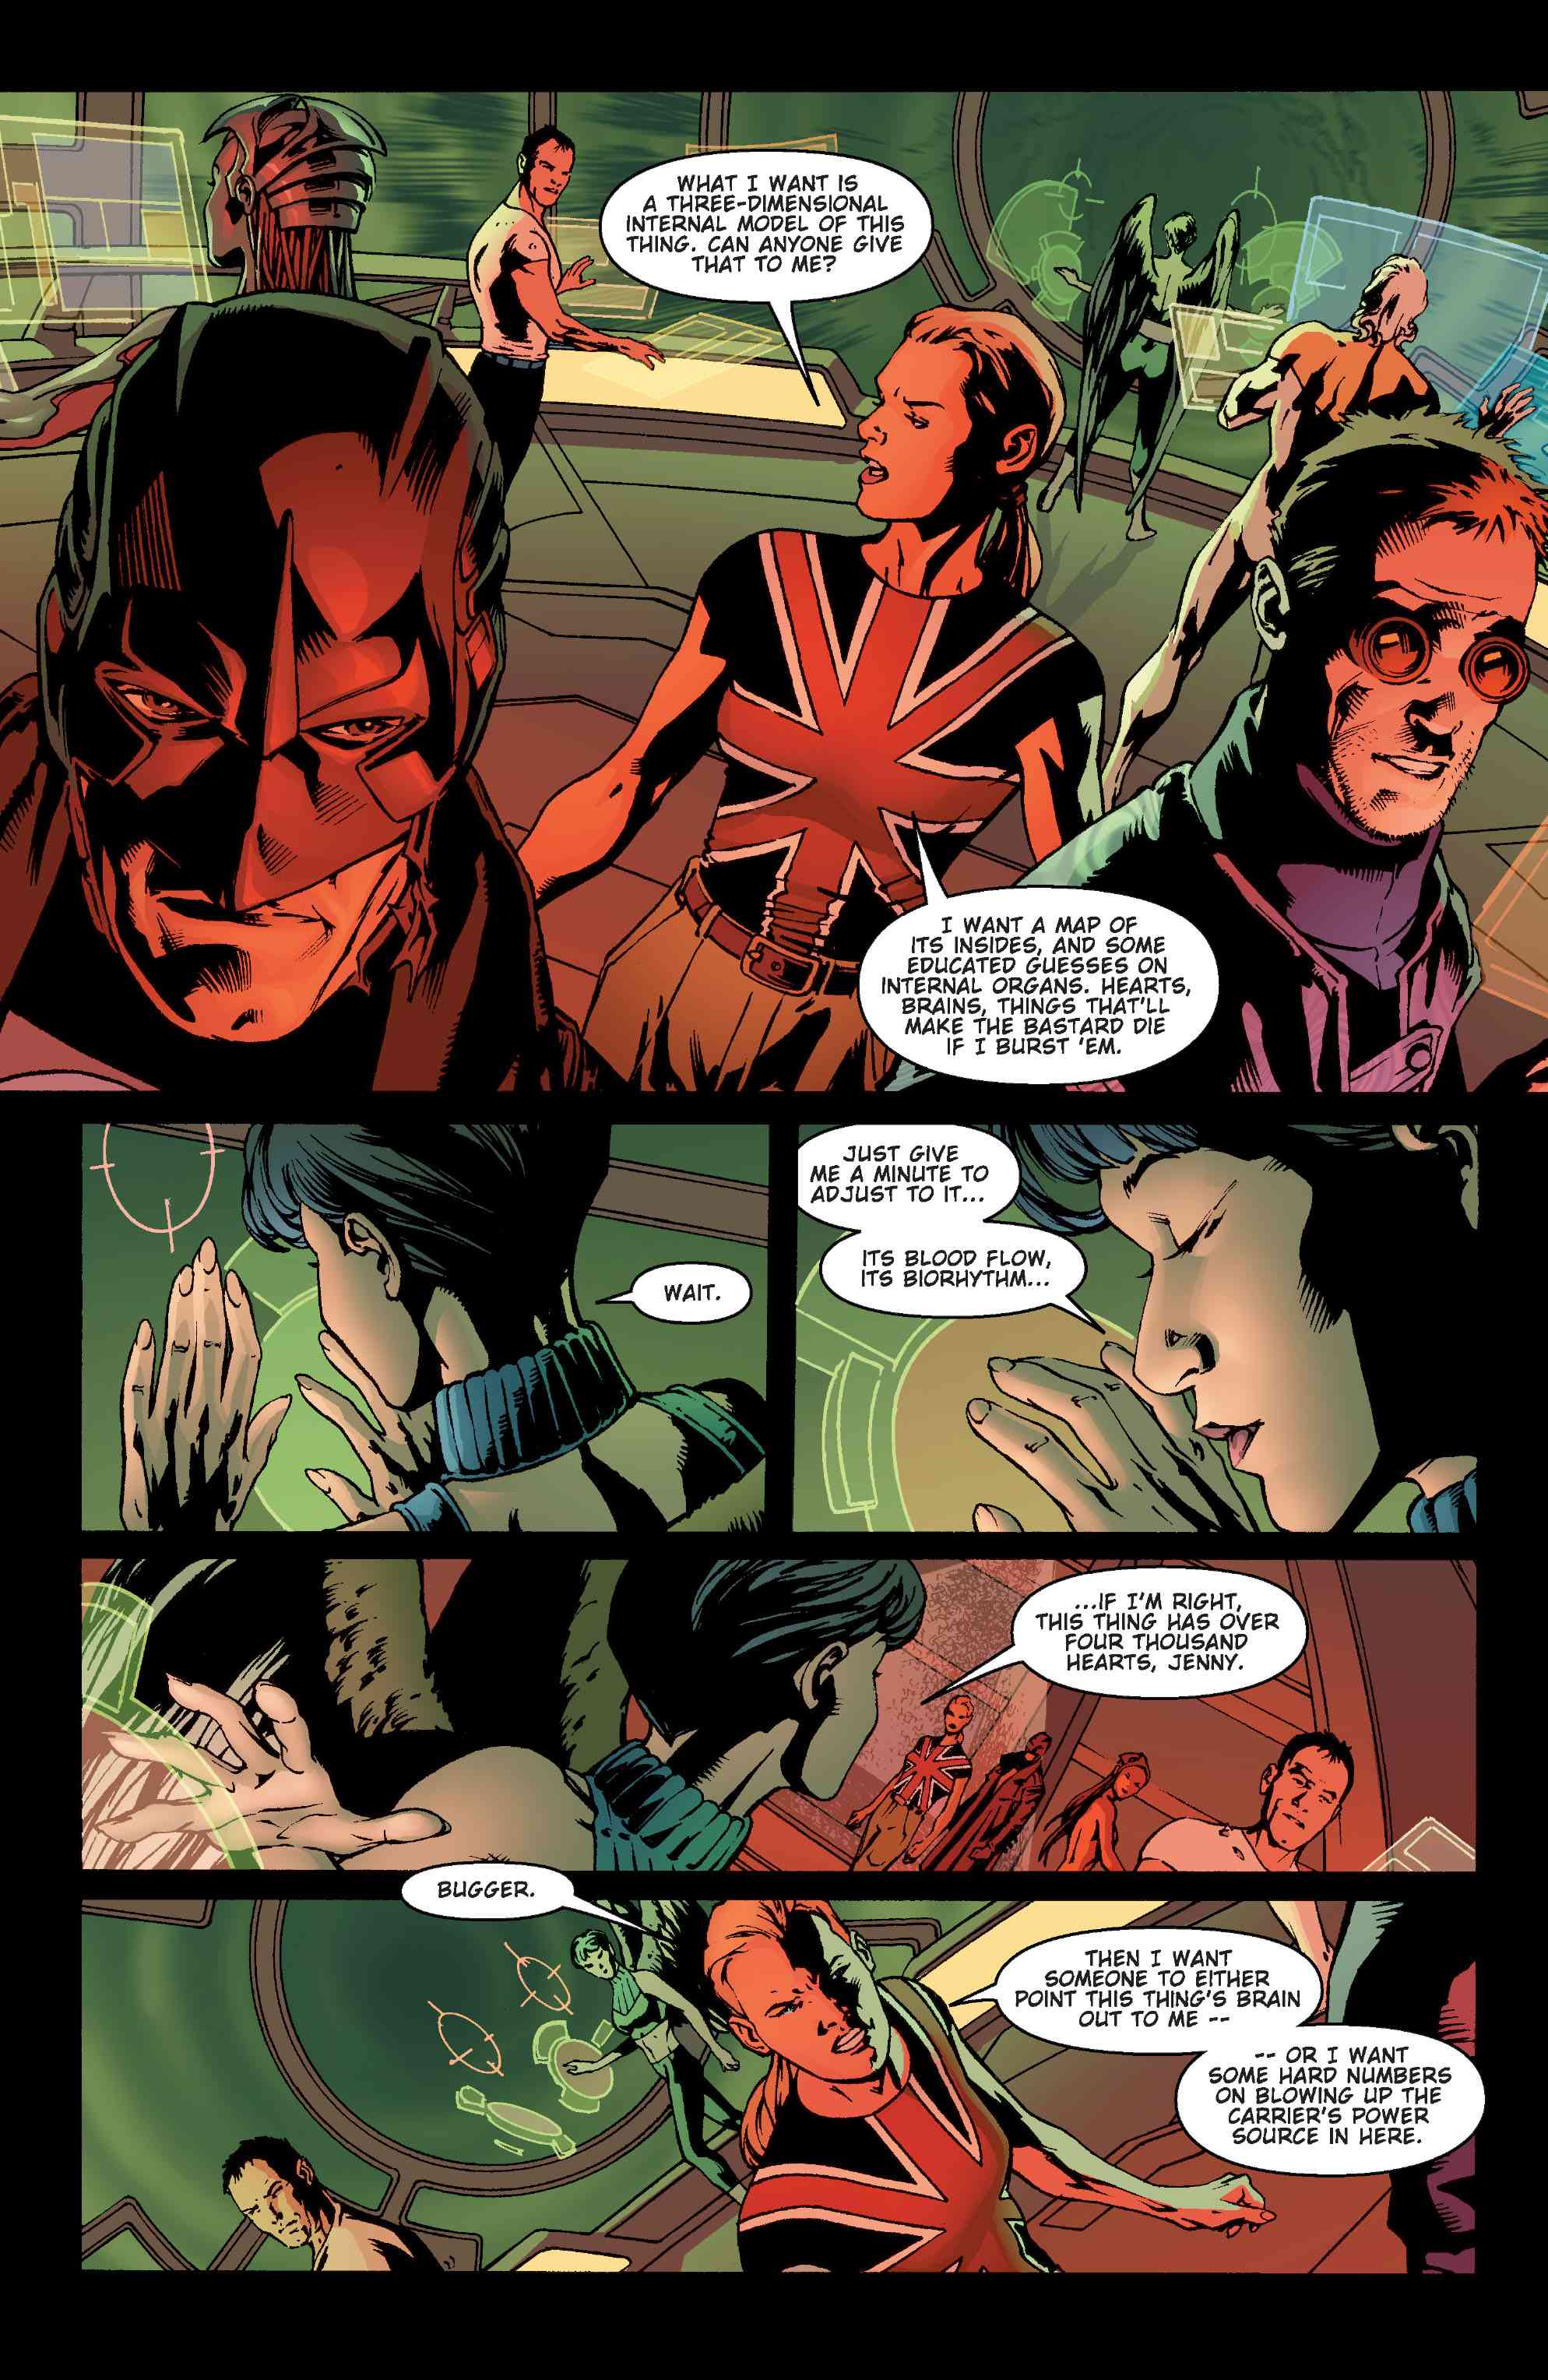 WHAT I WANT IS
A THREE-DIMENSIONAL
INTERNAL MODEL OF THIS
THING. CAN ANYONE GIVE
THAT TO ME?
I WANT A MAP OF
ITS INSIDES, AND SOME
EDUCATED GUESSES ON
INTERNAL ORGANS. HEARTS,
BRAINS, THINGS THAT'LL
MAKE THE BASTARD DIE
IF I BURST 'EM.
WAIT.
JUST GIVE
ME A MINUTE TO
ADJUST TO IT...
ITS BLOOD FLOW,
ITS BIORHYTHM...
...IF I'M RIGHT,
THIS THING HAS OVER
FOUR THOUSAND
HEARTS, JENNY.
BUGGER.
THEN I WANT
SOMEONE TO EITHER
POINT THIS THING'S BRAIN
OUT TO ME --
-- OR I WANT
SOME HARD NUMBERS
ON BLOWING UP THE
CARRIER'S POWER
SOURCE IN HERE.